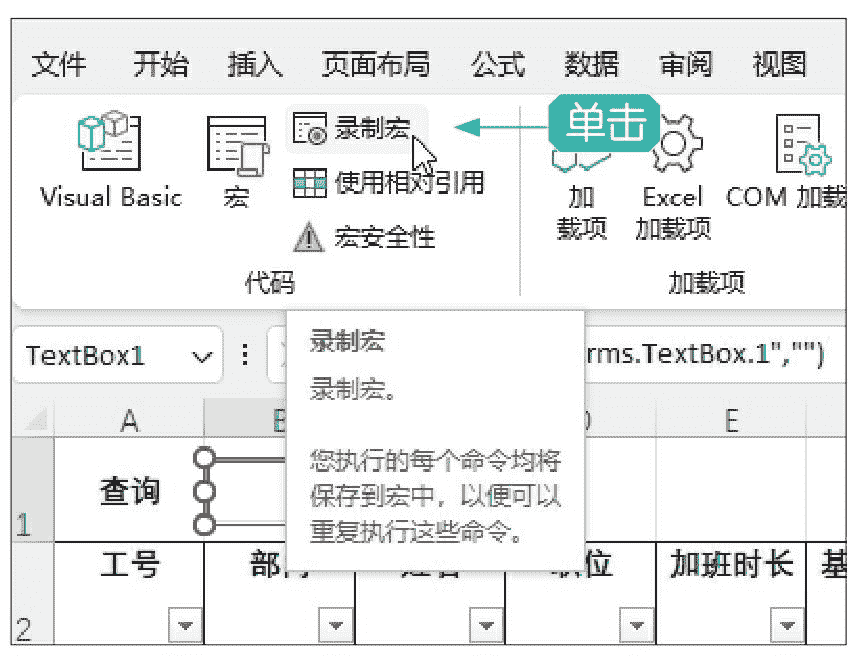 文件 开始 插入 页面布局 公式 数据 审阅 视图
录制宏 单击
使用相对引用
Visual Basic 宏 加 Excel COM 加载
载项 加载项
宏安全性
代码 加载项
TextBox1 rms.TextBox.1","")
录制宏
录制宏。
您执行的每个命令均将
保存到宏中，以便可以
重复执行这些命令。
A E
1 查询
工号 部门 职位 加班时长 基
2